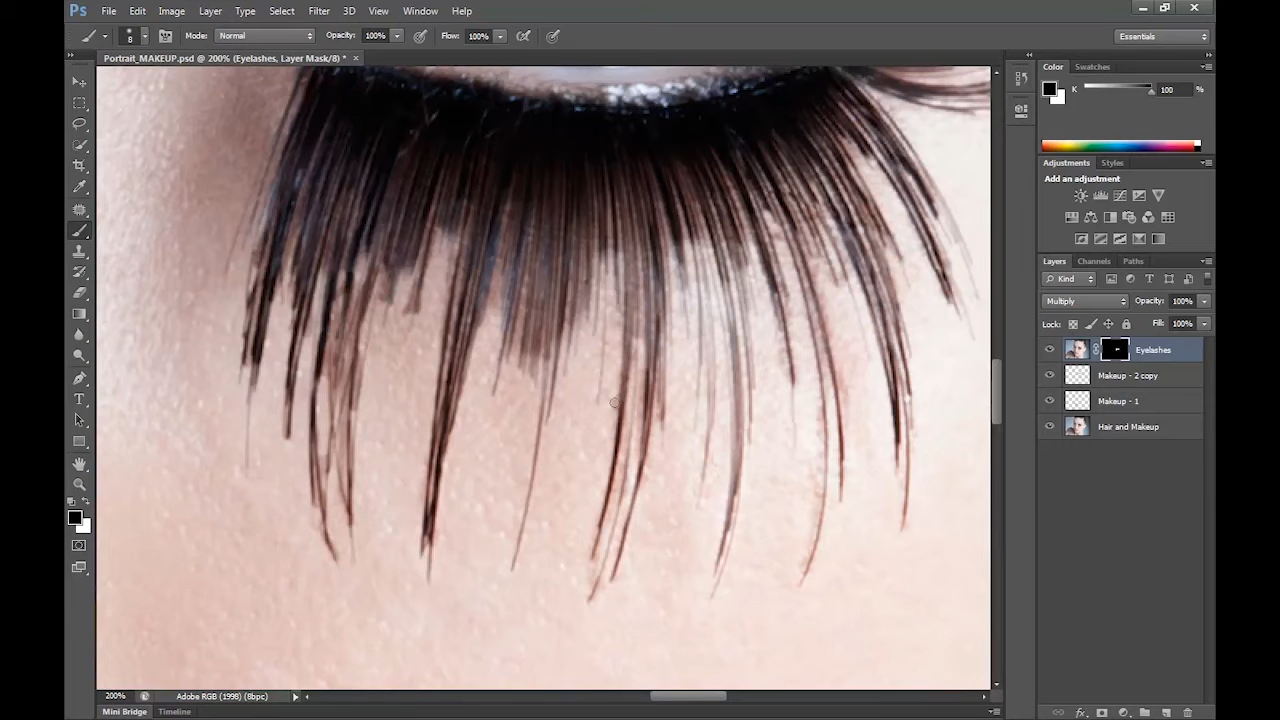 Ps File Edit Image Layer Type Select Filter 3D View Window Help
8 Mode: Normal Opacity: 100% Flow: 100% Essentials
Portrait_MAKEUP.psd @ 200% (Eyelashes, Layer Mask/8) * ×
Color Swatches
K 100 %
Adjustments Styles
Add an adjustment
Layers Channels Paths
Kind
Multiply Opacity: 100%
Lock: Fill: 100%
Eyelashes
Makeup - 2 copy
Makeup - 1
Hair and Makeup
200% Adobe RGB (1998) (8bpc)
Mini Bridge Timeline